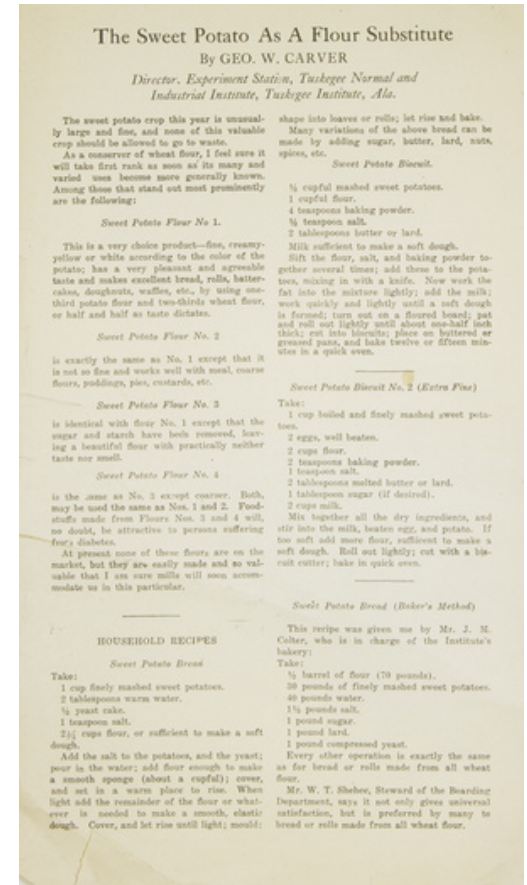 The Sweet Potato As A Flour Substitute
By GEO. W. CARVER
Director. Experiment Station, Tuskegee Normal and
Industrial Institute, Tuskegee Institute, Ala.
The sweet potato crop this year is unusual-
ly large and fine, and none of this valuable
crop should be allowed to go to waste.
As a conserver of wheat flour, I feel sure it
will take first rank as soon as its many and
varied uses become more generally known.
Among those that stand out most prominently
are the following:
Sweet Potato Flour No 1.
This is a very choice product—fine, creamy-
yellow or white according to the color of the
potato; has a very pleasant and agreeable
taste and makes excellent bread, rolls, batter-
cakes, doughnuts, waffles, etc., by using one-
third potato flour and two-thirds wheat flour,
or half and half as taste dictates.
Sweet Potato Flour No. 2
is exactly the same as No. 1 except that it
is not so fine and works well with meal, coarse
flours, puddings, pies, custards, etc.
Sweet Potato Flour No. 3
is identical with flour No. 1 except that the
sugar and starch have been removed, leav-
ing a beautiful flour with practically neither
taste nor smell.
Sweet Potato Flour No. 4
is the same as No. 3 except coarser. Both,
may be used the same as Nos. 1 and 2. Food-
stuffs made from Flours Nos. 3 and 4 will,
no doubt, be attractive to persons suffering
from diabetes.
At present none of these flours are on the
market, but they are easily made and so val-
uable that I am sure mills will soon accom-
modate us in this particular.
HOUSEHOLD RECIPES
Sweet Potato Bread
Take:
1 cup finely mashed sweet potatoes.
2 tablespoons warm water.
½ yeast cake.
1 teaspoon salt.
2½ cups flour, or sufficient to make a soft
dough.
Add the salt to the potatoes, and the yeast;
pour in the water; add flour enough to make
a smooth sponge (about a cupful); cover,
and set in a warm place to rise. When
light add the remainder of the flour or what-
ever is needed to make a smooth, elastic
dough. Cover, and let rise until light; mould;
shape into loaves or rolls; let rise and bake.
Many variations of the above bread can be
made by adding sugar, butter, lard, nuts,
spices, etc.
Sweet Potato Biscuit.
cupful mashed sweet potatoes.
1 cupful flour.
4 teaspoons baking powder.
teaspoon salt.
2 tablespoons butter or lard.
Milk sufficient to make a soft dough.
Sift the flour, salt, and baking powder to-
gether several times; add these to the pota-
toes, mixing in with a knife. Now work the
fat into the mixture lightly; add the milk;
work quickly and lightly until a soft dough
is formed; turn out on a floured board; pat
and roll out lightly until about one-half inch
thick; cut into biscuits; place on buttered or
greased pans, and bake twelve or fifteen min-
utes in a quick oven.
Sweet Potato Biscuit No. 2 (Extra Fine)
Take:
1 cup boiled and finely mashed sweet pota-
toes.
2 eggs, well beaten.
2 cups flour.
2 teaspoons baking powder.
1 teaspoon salt.
2 tablespoons melted butter or lard.
1 tablespoon sugar (if desired).
2 cups milk.
Mix together all the dry ingredients, and
stir into the milk, beaten egg, and potato. If
too soft add more flour, sufficient to make a
soft dough. Roll out lightly; cut with a bis-
cuit cutter; bake in quick oven.
Sweet Potato Bread (Baker's Method)
This recipe was given me by Mr. J. M.
Colter, who is in charge of the Institute's
bakery:
Take:
½ barrel of flour (70 pounds).
30 pounds of finely mashed sweet potatoes.
40 pounds water.
1½ pounds salt.
1 pound sugar.
1 pound lard.
1 pound compressed yeast.
Every other operation is exactly the same
as for bread or rolls made from all wheat
flour.
Mr. W. T. Shehee, Steward of the Boarding
Department, says it not only gives universal
satisfaction, but is preferred by many to
bread or rolls made from all wheat flour.